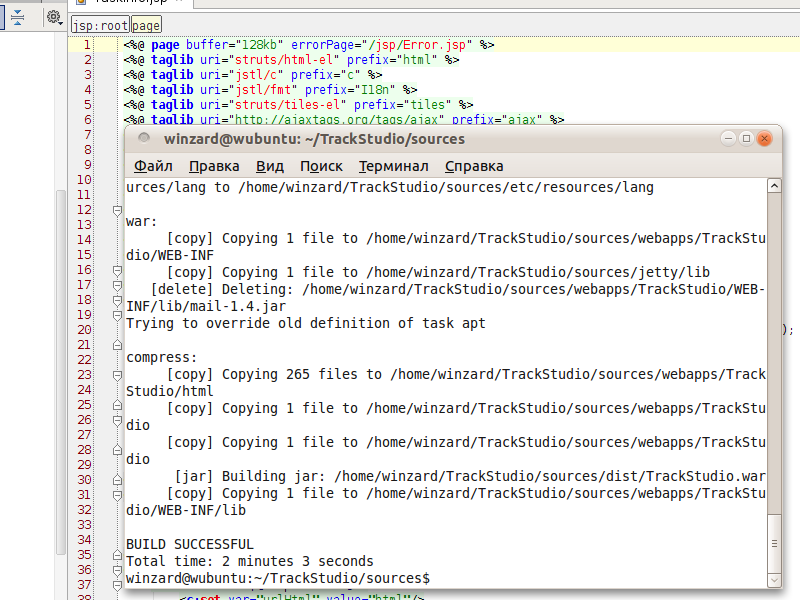 TaskInfo.jsp
jsp:root page
1 <%@ page buffer="128kb" errorPage="/jsp/Error.jsp" %>
2 <%@ taglib uri="struts/html-el" prefix="html" %>
3 <%@ taglib uri="jstl/c" prefix="c" %>
4 <%@ taglib uri="jstl/fmt" prefix="I18n" %>
5 <%@ taglib uri="struts/tiles-el" prefix="tiles" %>
6 <%@ taglib uri="http://ajaxtags.org/tags/ajax" prefix="ajax" %>
7
8
9
10
11
12
13
14
15
16
17
18
19
20 );
21
22
23
24
25
26
27
28
29
30
31
32
33
34
35
36
37
38 <c:set var="urlHtml" value="html"/>
winzard@wubuntu: ~/TrackStudio/sources
Файл Правка Вид Поиск Терминал Справка
urces/lang to /home/winzard/TrackStudio/sources/etc/resources/lang
war:
[copy] Copying 1 file to /home/winzard/TrackStudio/sources/webapps/TrackStu
dio/WEB-INF
[copy] Copying 1 file to /home/winzard/TrackStudio/sources/jetty/lib
[delete] Deleting: /home/winzard/TrackStudio/sources/webapps/TrackStudio/WEB-
INF/lib/mail-1.4.jar
Trying to override old definition of task apt
compress:
[copy] Copying 265 files to /home/winzard/TrackStudio/sources/webapps/Track
Studio/html
[copy] Copying 1 file to /home/winzard/TrackStudio/sources/webapps/TrackStu
dio
[copy] Copying 1 file to /home/winzard/TrackStudio/sources/webapps/TrackStu
dio
[jar] Building jar: /home/winzard/TrackStudio/sources/dist/TrackStudio.war
[copy] Copying 1 file to /home/winzard/TrackStudio/sources/webapps/TrackStu
dio/WEB-INF/lib
BUILD SUCCESSFUL
Total time: 2 minutes 3 seconds
winzard@wubuntu:~/TrackStudio/sources$